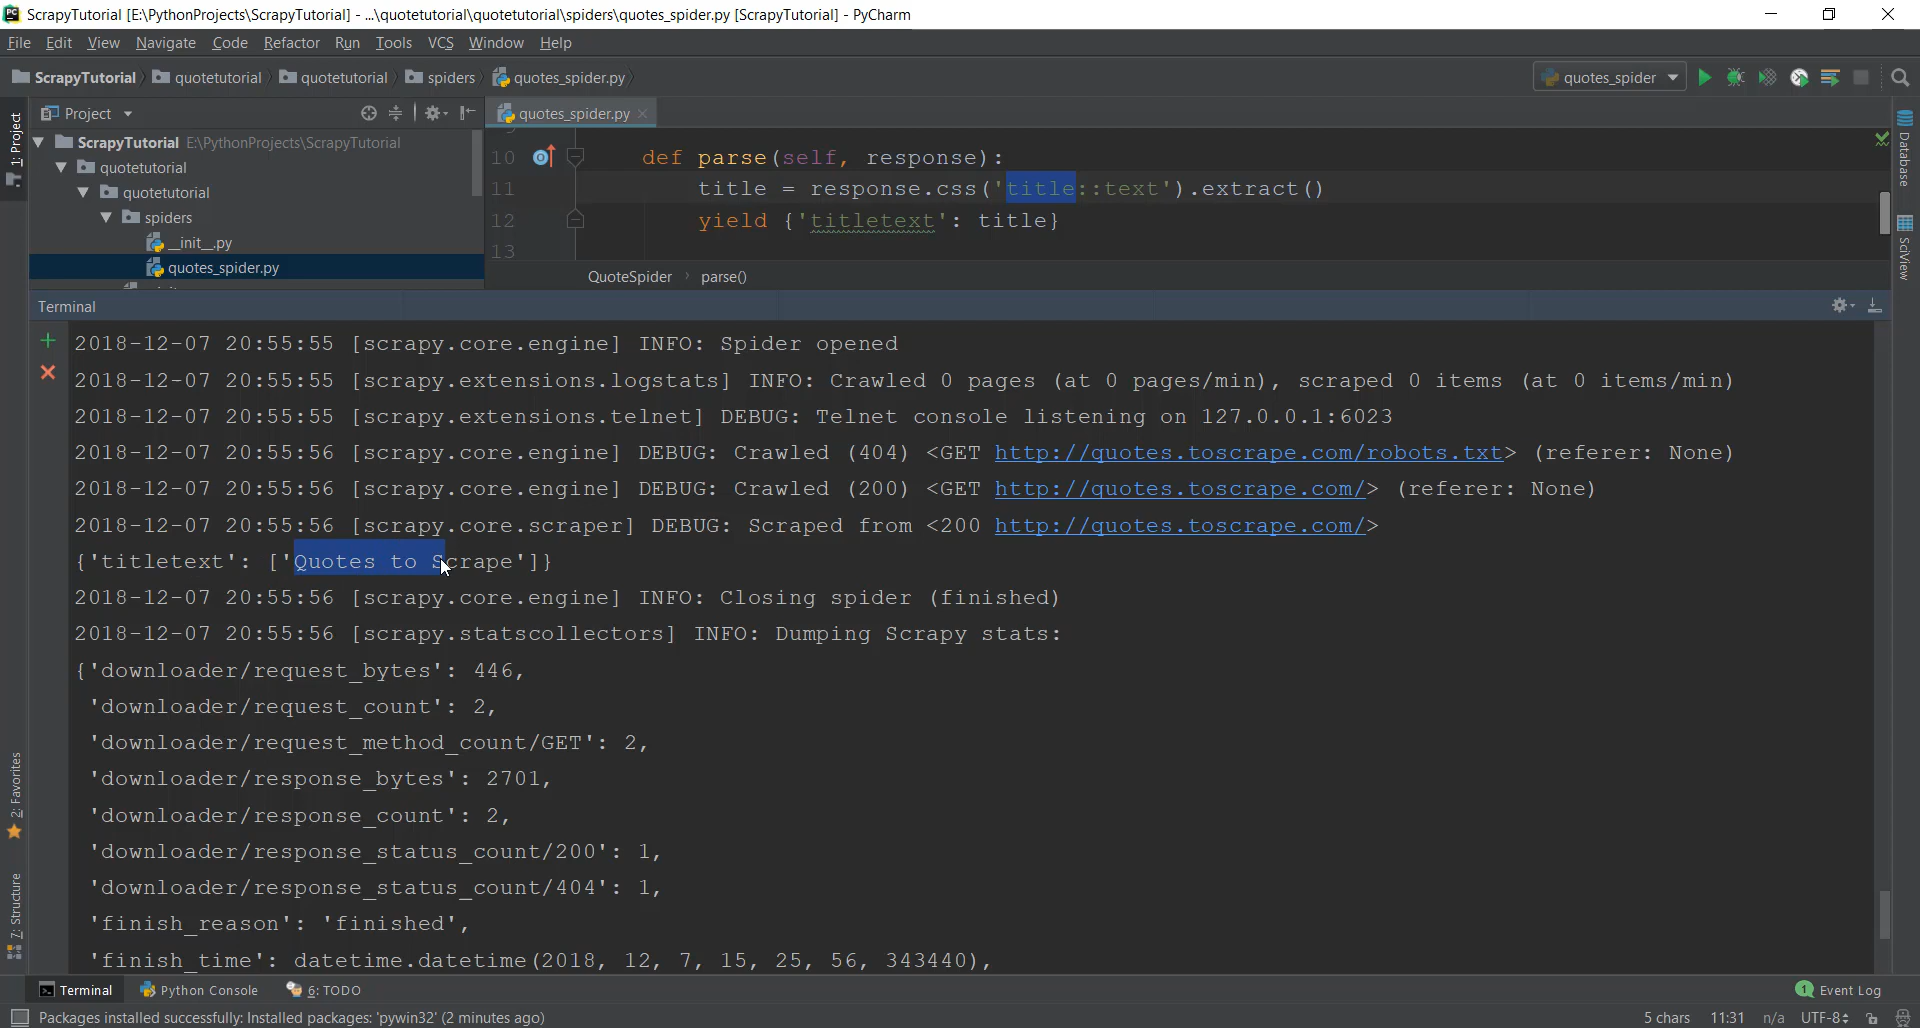 ScrapyTutorial [E:\PythonProjects\ScrapyTutorial] - ...\quotetutorial\quotetutorial\spiders\quotes_spider.py [ScrapyTutorial] - PyCharm
File Edit View Navigate Code Refactor Run Tools VCS Window Help
ScrapyTutorial quotetutorial quotetutorial spiders quotes_spider.py quotes_spider
1: Project
Project
quotes_spider.py
ScrapyTutorial E:\PythonProjects\ScrapyTutorial
quotetutorial
quotetutorial
spiders
__init__.py
quotes_spider.py
10 def parse(self, response):
11 title = response.css('title::text').extract()
12 yield {'titletext': title}
13
QuoteSpider › parse()
Database
SciView
Terminal
2018-12-07 20:55:55 [scrapy.core.engine] INFO: Spider opened
2018-12-07 20:55:55 [scrapy.extensions.logstats] INFO: Crawled 0 pages (at 0 pages/min), scraped 0 items (at 0 items/min)
2018-12-07 20:55:55 [scrapy.extensions.telnet] DEBUG: Telnet console listening on 127.0.0.1:6023
2018-12-07 20:55:56 [scrapy.core.engine] DEBUG: Crawled (404) <GET http://quotes.toscrape.com/robots.txt> (referer: None)
2018-12-07 20:55:56 [scrapy.core.engine] DEBUG: Crawled (200) <GET http://quotes.toscrape.com/> (referer: None)
2018-12-07 20:55:56 [scrapy.core.scraper] DEBUG: Scraped from <200 http://quotes.toscrape.com/>
{'titletext': ['Quotes to Scrape']}
2018-12-07 20:55:56 [scrapy.core.engine] INFO: Closing spider (finished)
2018-12-07 20:55:56 [scrapy.statscollectors] INFO: Dumping Scrapy stats:
{'downloader/request_bytes': 446,
'downloader/request_count': 2,
'downloader/request_method_count/GET': 2,
'downloader/response_bytes': 2701,
'downloader/response_count': 2,
'downloader/response_status_count/200': 1,
'downloader/response_status_count/404': 1,
'finish_reason': 'finished',
'finish_time': datetime.datetime(2018, 12, 7, 15, 25, 56, 343440),
2: Favorites
7: Structure
Terminal Python Console 6: TODO 1 Event Log
Packages installed successfully: Installed packages: 'pywin32' (2 minutes ago) 5 chars 11:31 n/a UTF-8